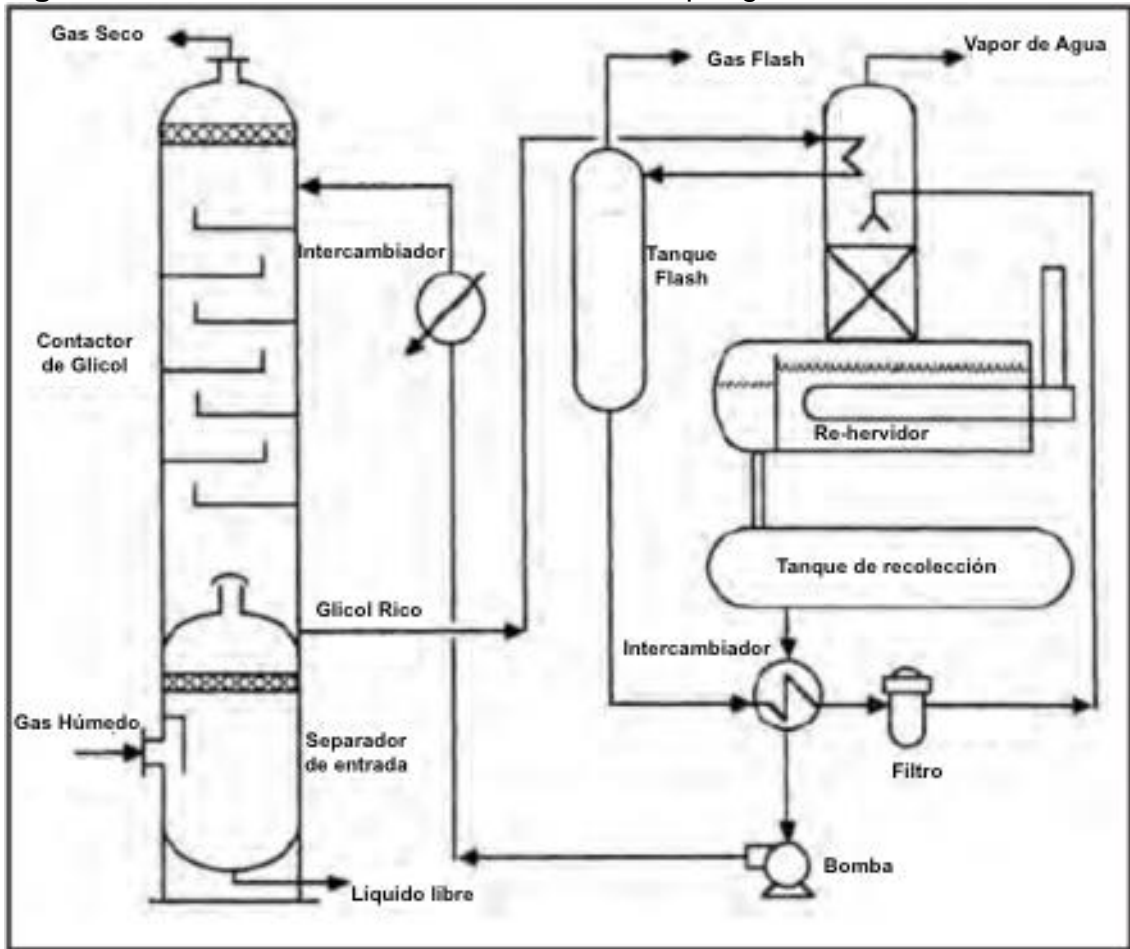 Gas Seco
Gas Flash
Vapor de Agua
Intercambiador
Tanque
Flash
Contactor
de Glicol
Re-hervidor
Tanque de recolección
Glicol Rico
Intercambiador
Gas Húmedo
Separador
de entrada
Filtro
Bomba
Liquido libre